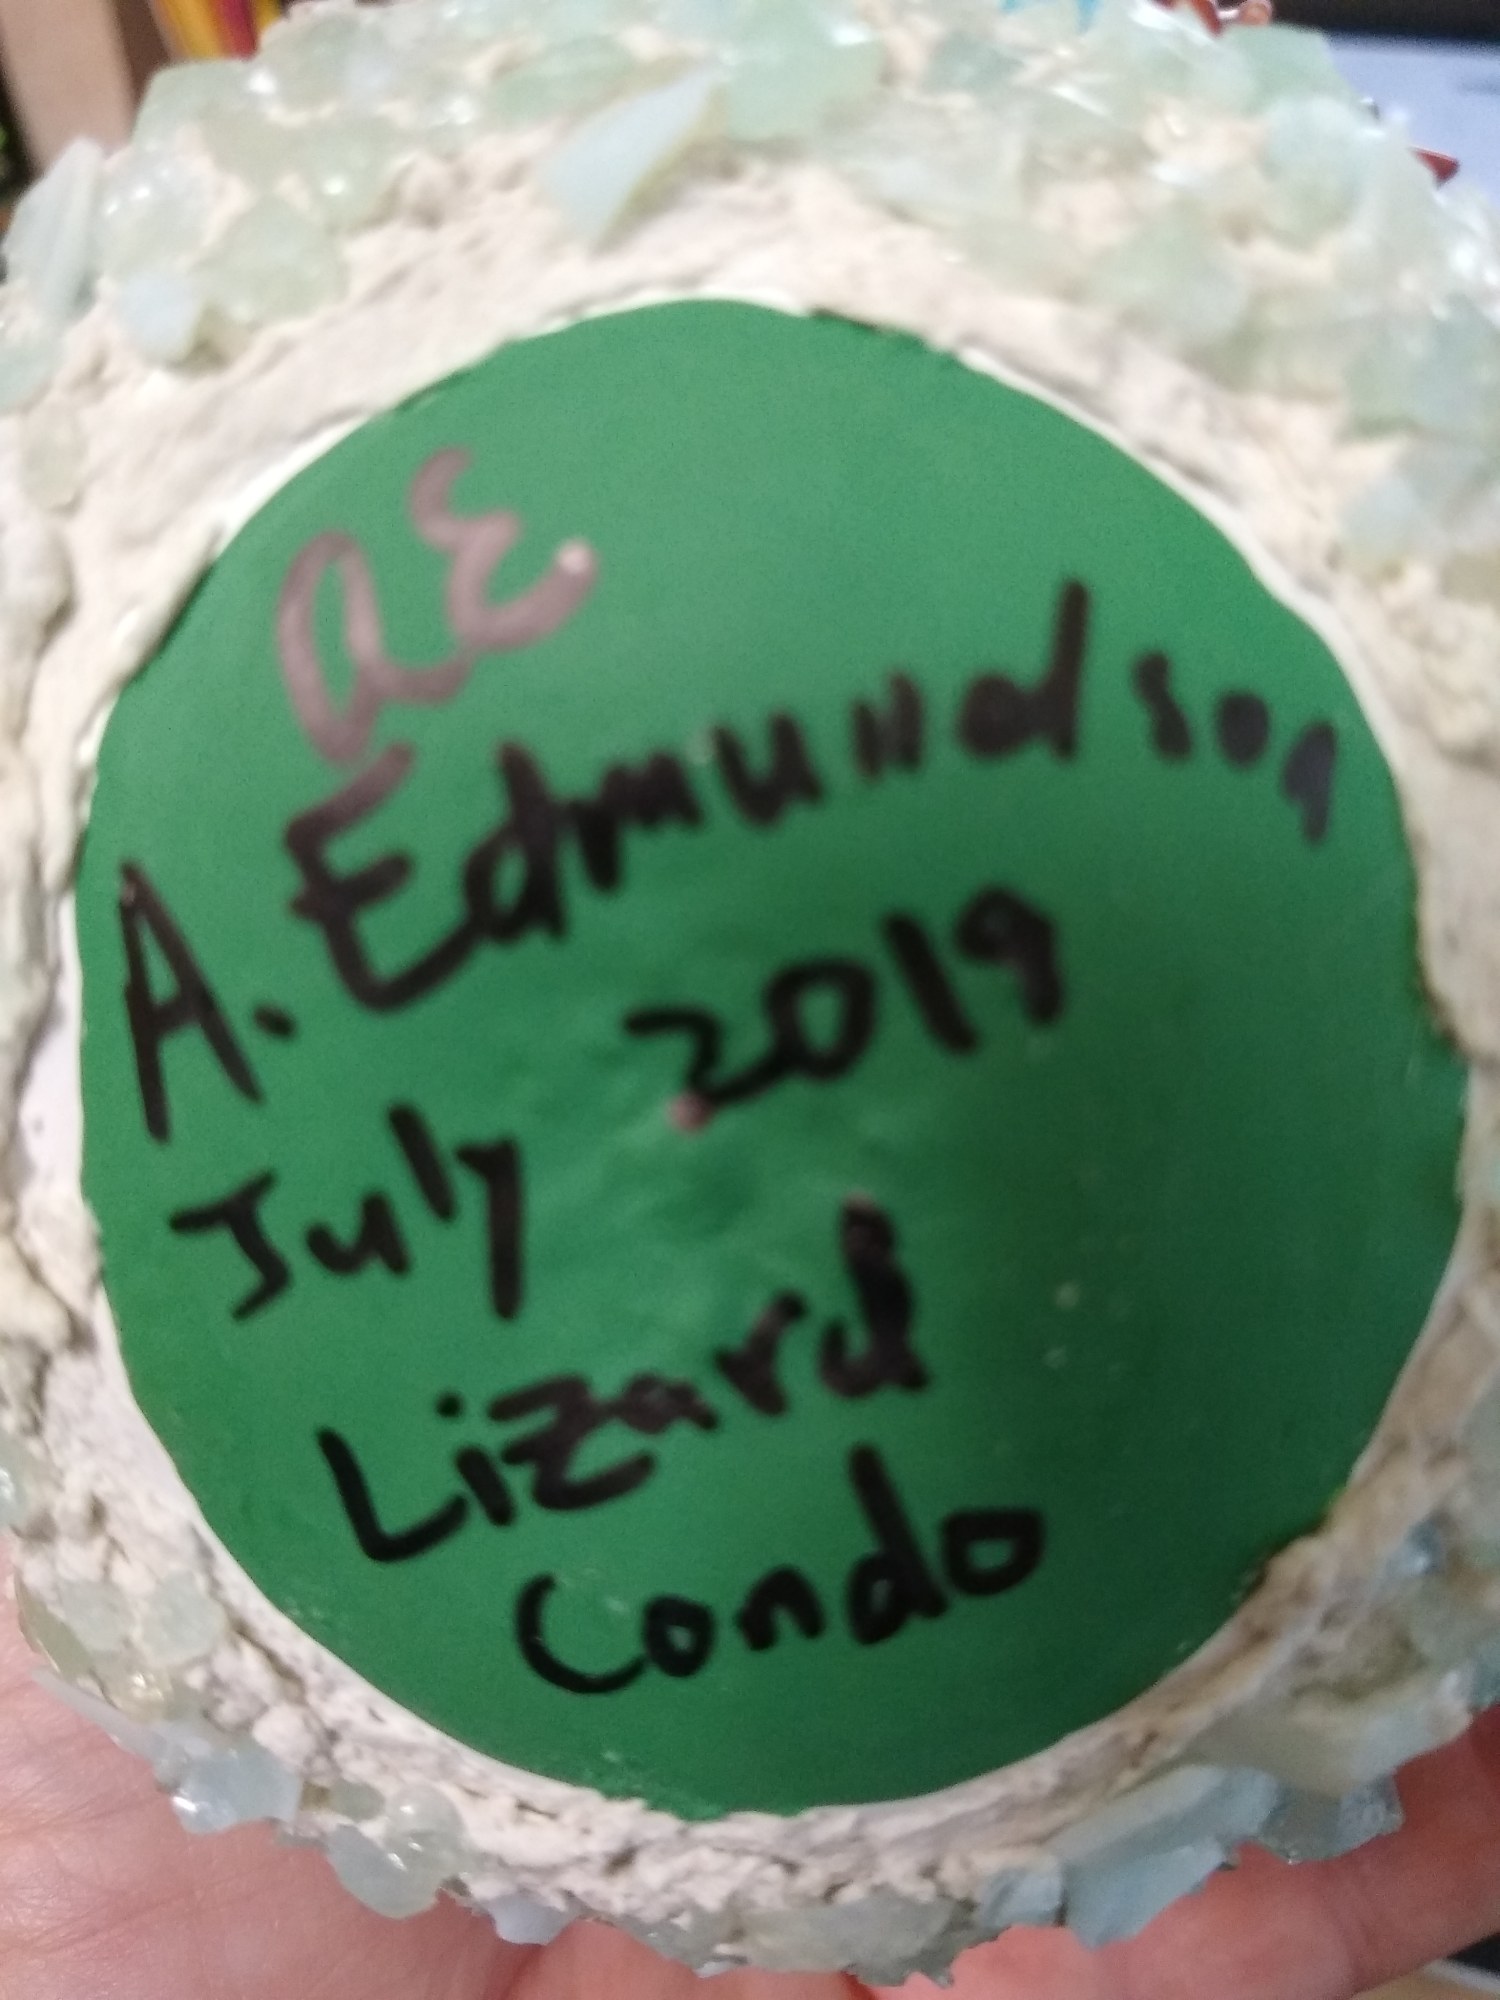 AE
A. Edmundson
July 2019
Lizard
Condo